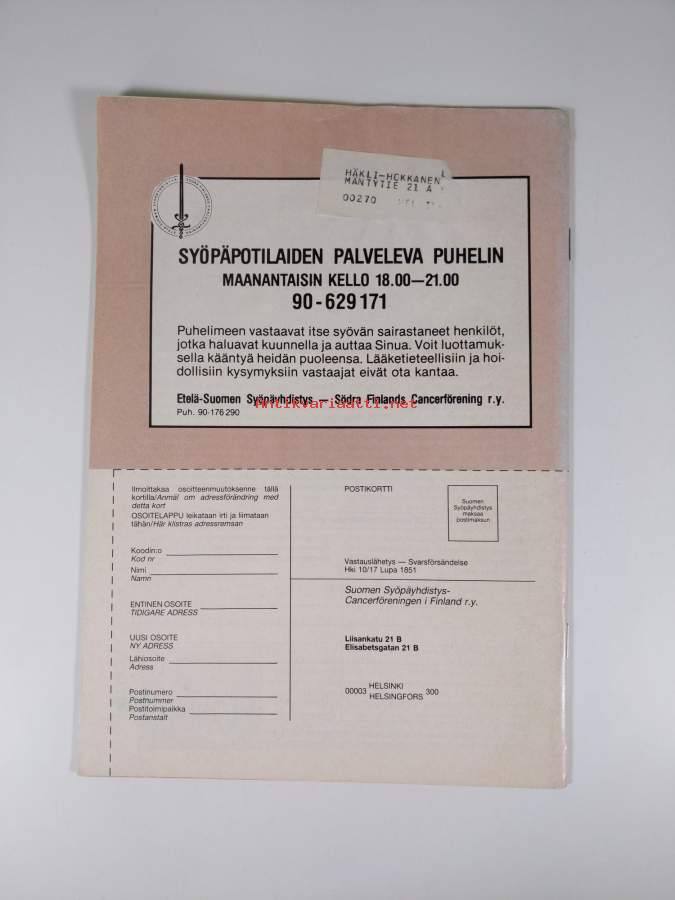 HÄKLI-HOKKANEN
MÄNTYTIE 21 A
00270
SYÖPÄPOTILAIDEN PALVELEVA PUHELIN
MAANANTAISIN KELLO 18.00—21.00
90-629171
Puhelimeen vastaavat itse syövän sairastaneet henkilöt,
jotka haluavat kuunnella ja auttaa Sinua. Voit luottamuk-
sella kääntyä heidän puoleensa. Lääketieteellisiin ja hoi-
dollisiin kysymyksiin vastaajat eivät ota kantaa.
Etelä-Suomen Syöpäyhdistys — Södra Finlands Cancerförening r.y.
Antikvariaatti.net
Puh. 90-176 290
Ilmoittakaa osoitteenmuutoksenne tällä
kortilla/Anmäl om adressförändring med
detta kort
OSOITELAPPU leikataan irti ja liimataan
tähän/Här klistras adressremsan
Koodin:o
Kod nr
Nimi
Namn
ENTINEN OSOITE
TIDIGARE ADRESS
UUSI OSOITE
NY ADRESS
Lähiosoite
Adress
Postinumero
Postnummer
Postitoimipaikka
Postanstalt
POSTIKORTTI
Suomen
Syöpäyhdistys
maksaa
postimaksun
Vastauslähetys — Svarsförsändelse
Hki 10/17 Lupa 1851
Suomen Syöpäyhdistys-
Cancerföreningen i Finland r.y.
Liisankatu 21 B
Elisabetsgatan 21 B
00003 HELSINKI 300
HELSINGFORS